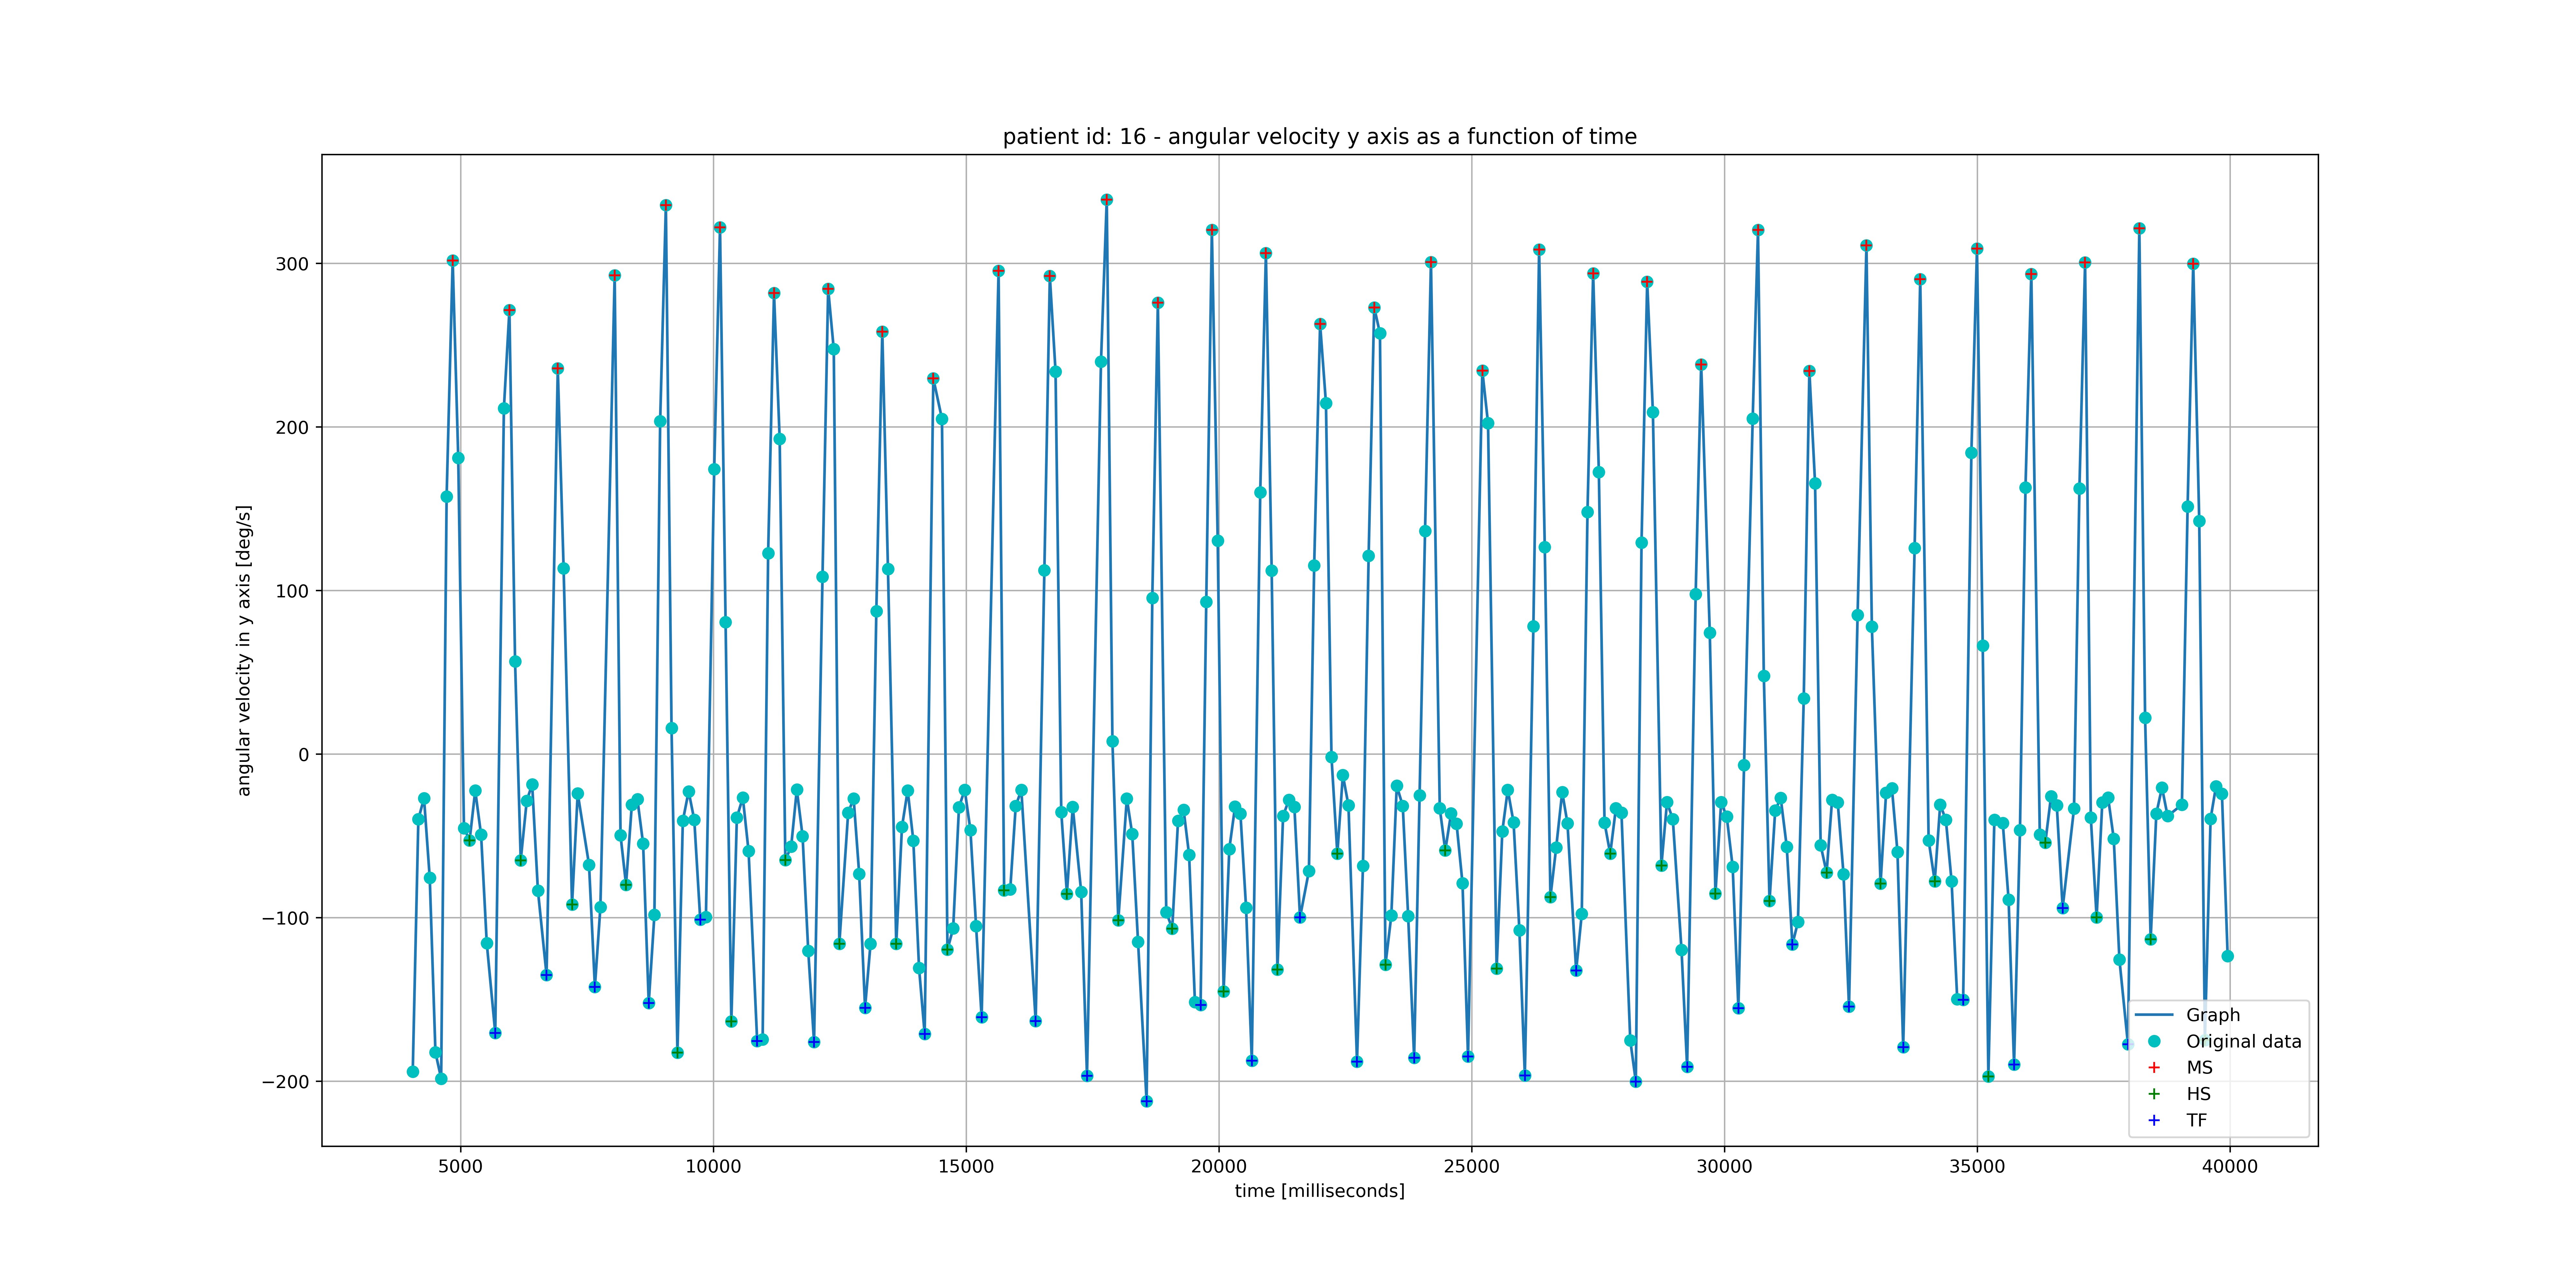 patient id: 16 - angular velocity y axis as a function of time
angular velocity in y axis [deg/s]
300
200
100
0
−100
−200
5000
10000
15000
20000
25000
30000
35000
40000
time [milliseconds]
Graph
Original data
MS
HS
TF